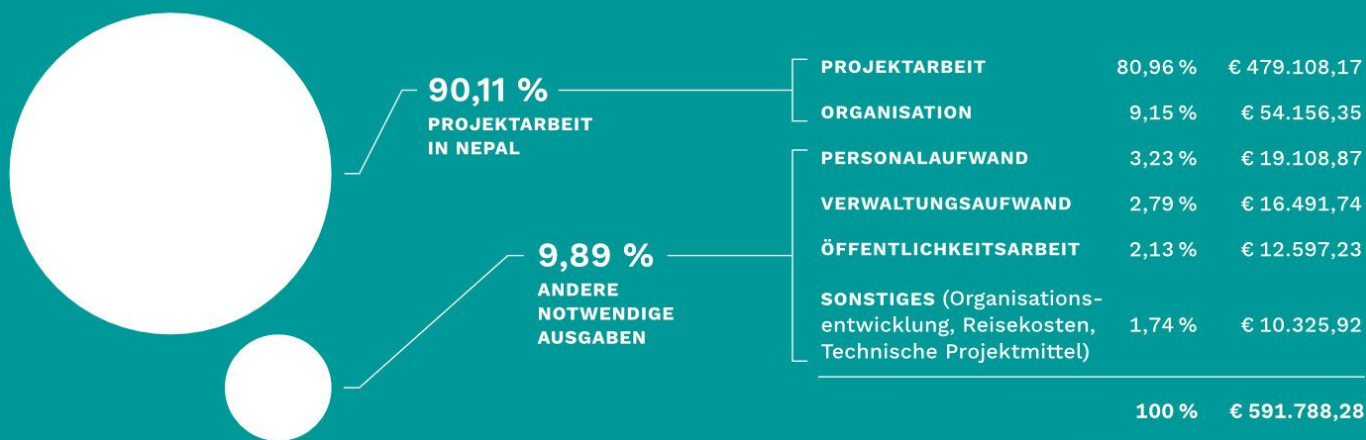 90,11 %
PROJEKTARBEIT
IN NEPAL
PROJEKTARBEIT 80,96 % € 479.108,17
ORGANISATION 9,15 % € 54.156,35
9,89 %
ANDERE
NOTWENDIGE
AUSGABEN
PERSONALAUFWAND 3,23 % € 19.108,87
VERWALTUNGSAUFWAND 2,79 % € 16.491,74
ÖFFENTLICHKEITSARBEIT 2,13 % € 12.597,23
SONSTIGES (Organisations-
entwicklung, Reisekosten, 1,74 % € 10.325,92
Technische Projektmittel)
100 % € 591.788,28